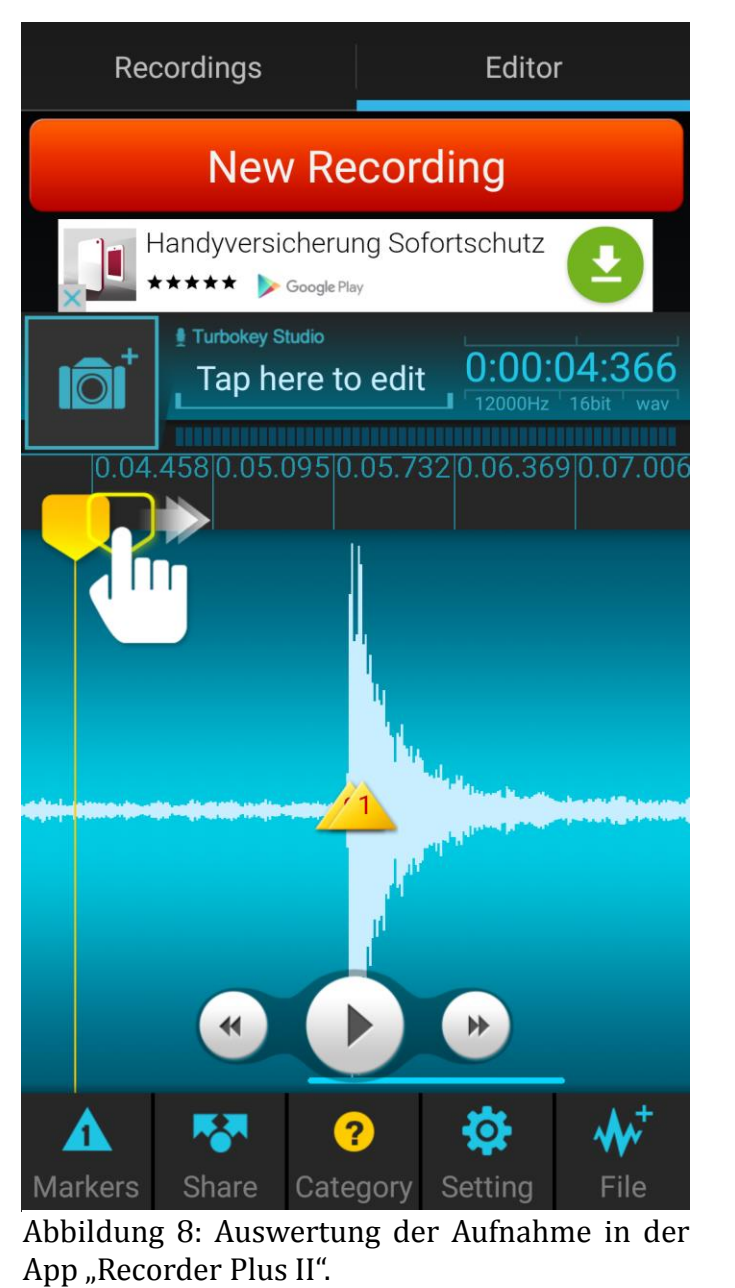 Recordings Editor
New Recording
Handyversicherung Sofortschutz
Google Play
Turbokey Studio
Tap here to edit 0:00:04:366
12000Hz 16bit wav
0.04.458 0.05.095 0.05.732 0.06.369 0.07.006
1
1
Markers Share Category Setting File
Abbildung 8: Auswertung der Aufnahme in der
App „Recorder Plus II“.